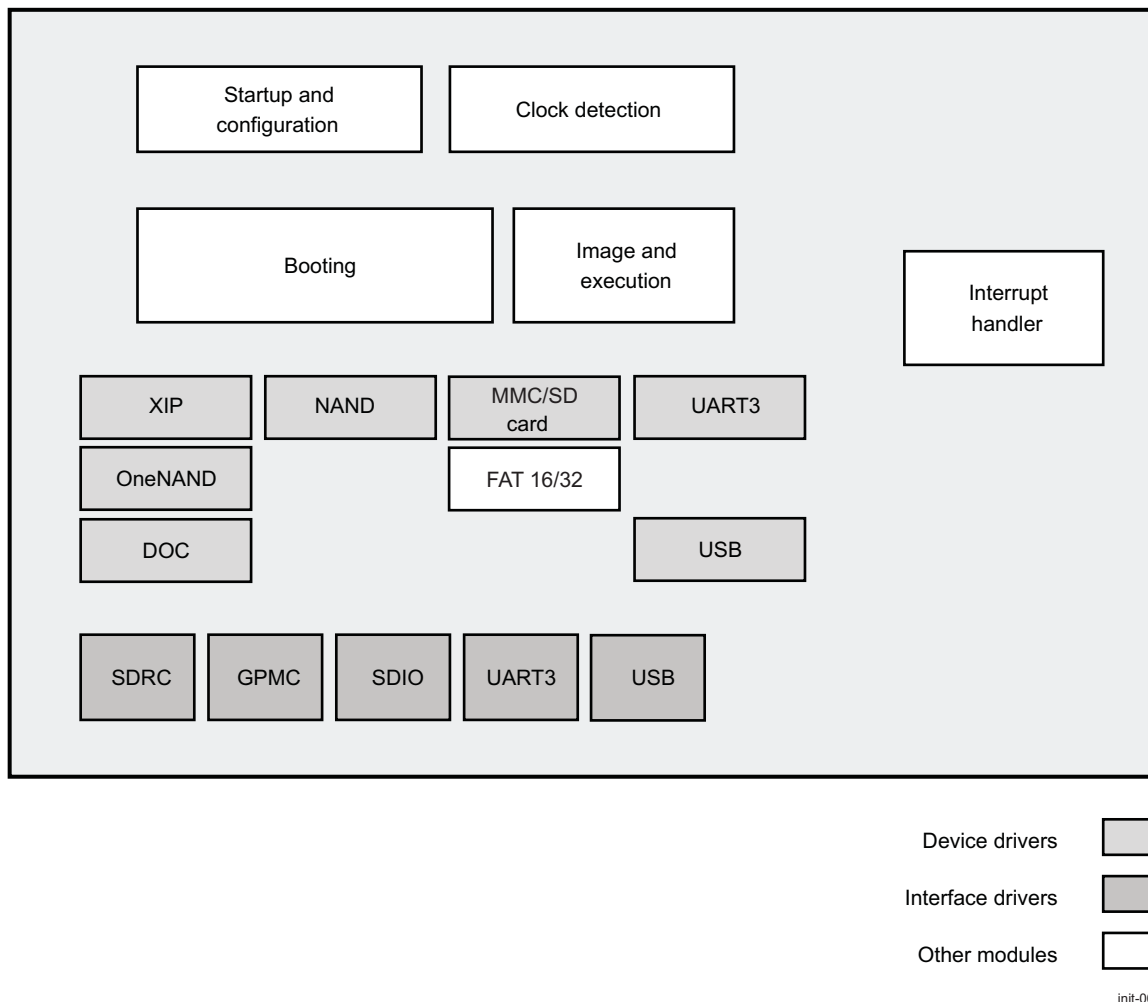 Startup and
configuration
Clock detection
Booting
Image and
execution
Interrupt
handler
XIP
NAND
MMC/SD
card
UART3
OneNAND
FAT 16/32
DOC
USB
SDRC
GPMC
SDIO
UART3
USB
Device drivers
Interface drivers
Other modules